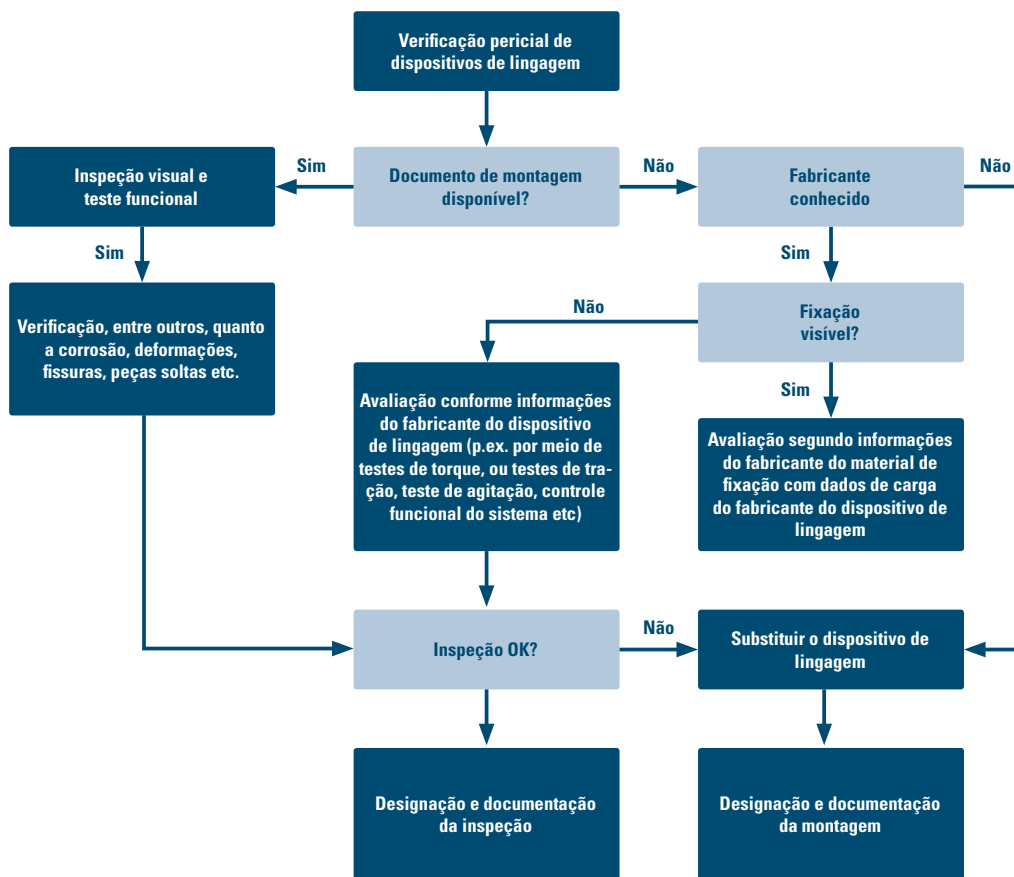 Verificação pericial de
dispositivos de lingagem
Sim
Não
Não
Inspeção visual e
teste funcional
Documento de montagem
disponível?
Fabricante
conhecido
Sim
Sim
Não
Verificação, entre outros, quanto
a corrosão, deformações,
fissuras, peças soltas etc.
Fixação
visível?
Sim
Avaliação conforme informações
do fabricante do dispositivo
de lingagem (p.ex. por meio de
testes de torque, ou testes de tra-
ção, teste de agitação, controle
funcional do sistema etc)
Avaliação segundo informações
do fabricante do material de
fixação com dados de carga
do fabricante do dispositivo de
lingagem
Inspeção OK?
Não
Substituir o dispositivo de
lingagem
Designação e documentação
da inspeção
Designação e documentação
da montagem